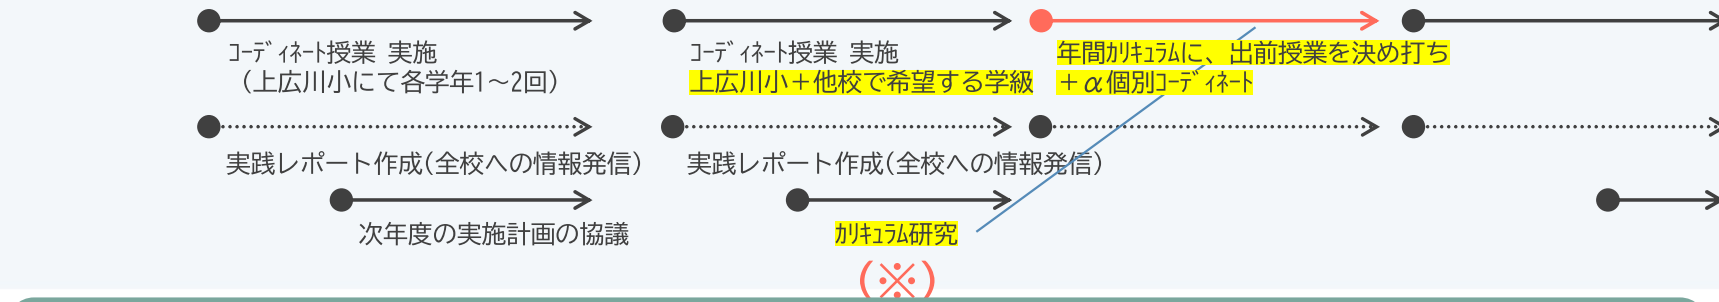 ｺｰﾃﾞｨﾈｰﾄ授業 実施
（上広川小にて各学年1～2回）
ｺｰﾃﾞｨﾈｰﾄ授業 実施
上広川小＋他校で希望する学級
年間ｶﾘｷｭﾗﾑに、出前授業を決め打ち
＋α個別ｺｰﾃﾞｨﾈｰﾄ
実践レポート作成(全校への情報発信)
実践レポート作成(全校への情報発信)
次年度の実施計画の協議
ｶﾘｷｭﾗﾑ研究
(※)